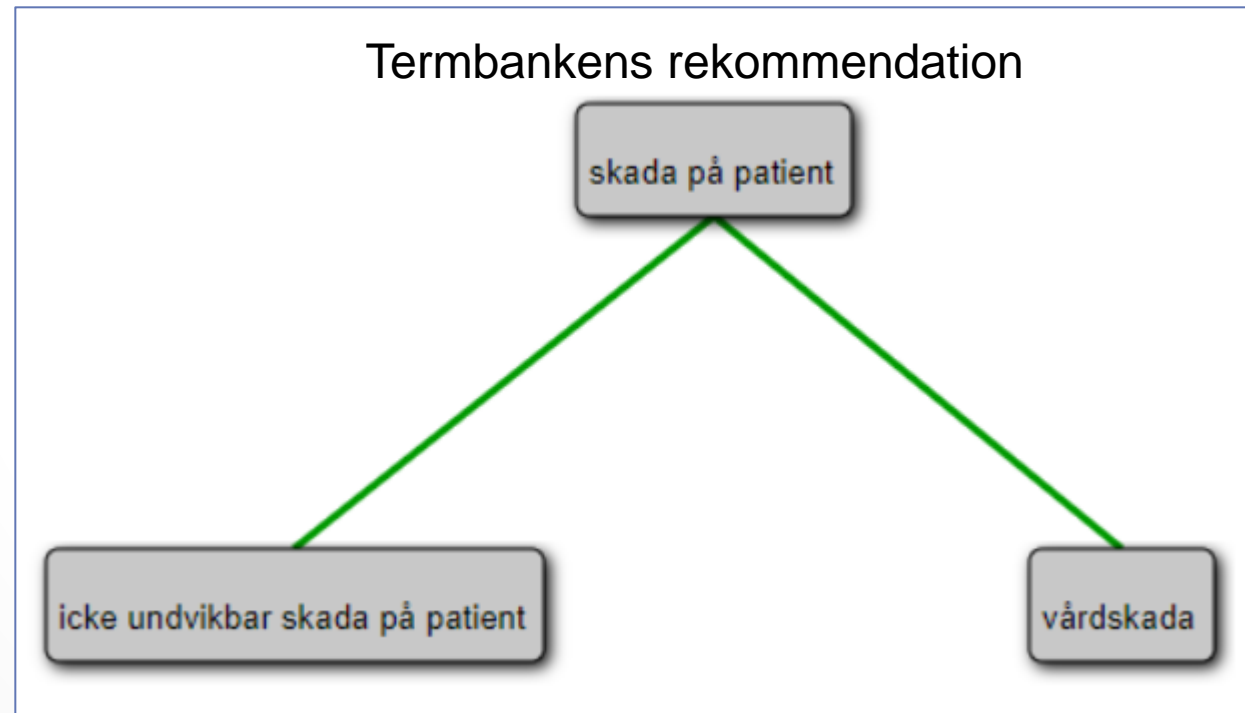 Termbankens rekommendation
skada på patient
icke undvikbar skada på patient
vårdskada